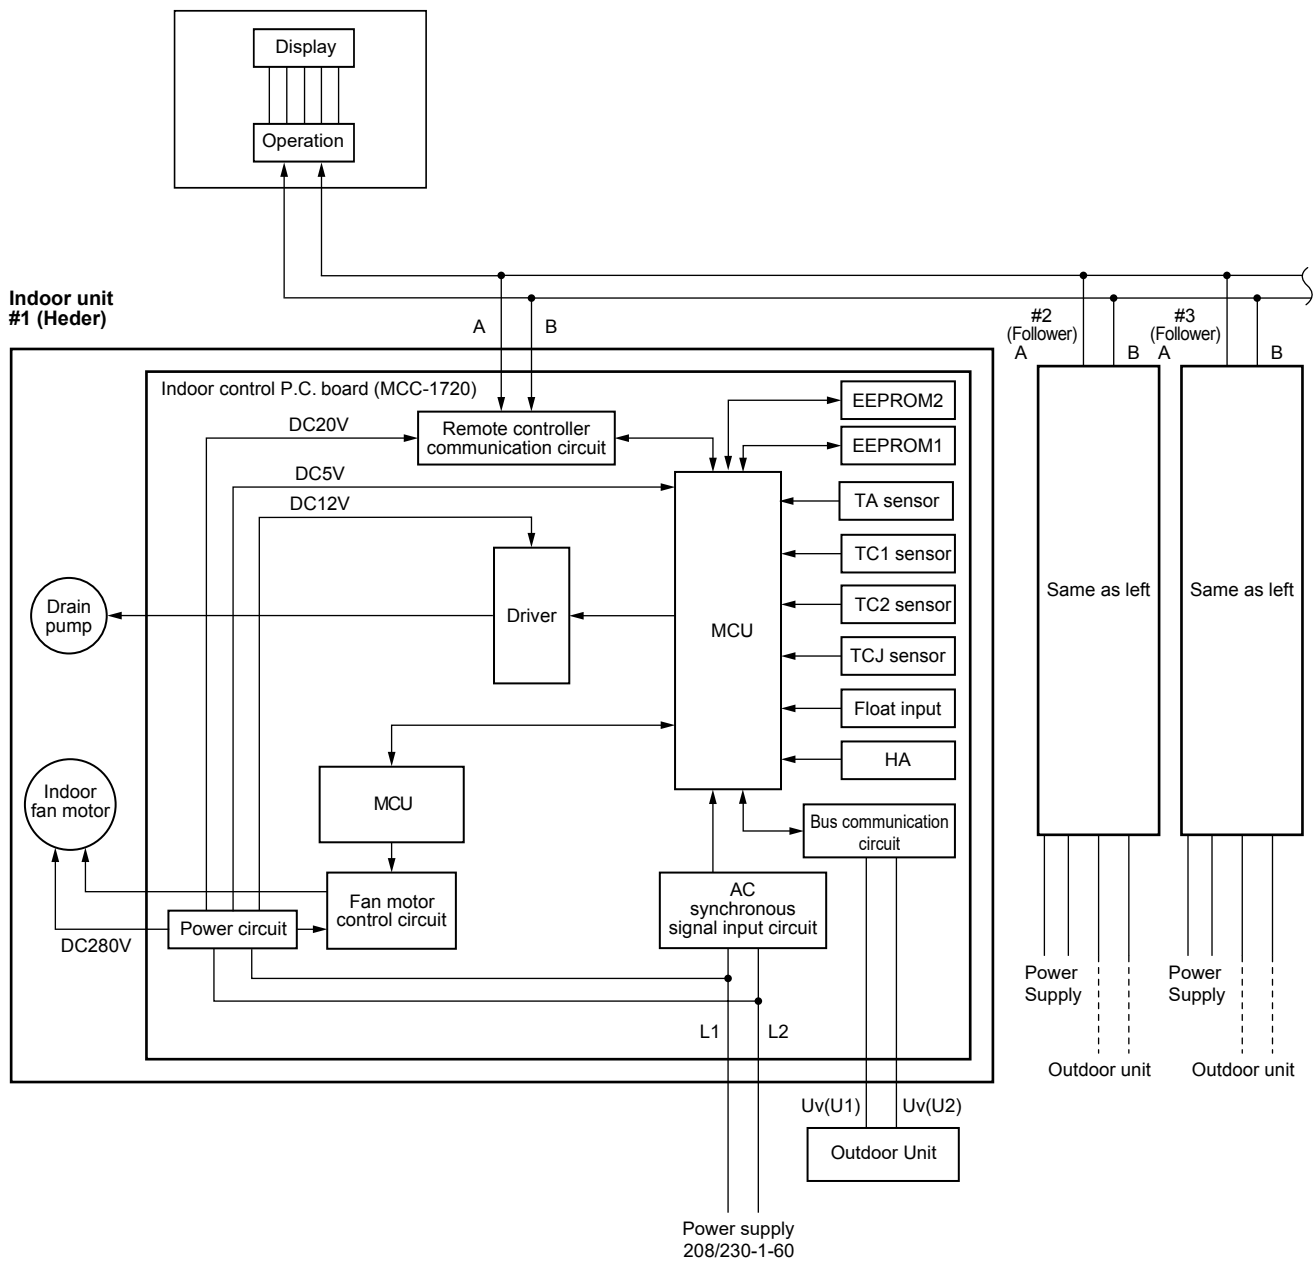 Display
Operation
Indoor unit
#1 (Heder)
A
B
#2
(Follower)
A
B
#3
(Follower)
A
B
Indoor control P.C. board (MCC-1720)
DC20V
Remote controller
communication circuit
EEPROM2
EEPROM1
DC5V
DC12V
TA sensor
TC1 sensor
TC2 sensor
TCJ sensor
Float input
HA
Drain
pump
Driver
MCU
Same as left
Same as left
Indoor
fan motor
MCU
Bus communication
circuit
Fan motor
control circuit
AC
synchronous
signal input circuit
Power circuit
DC280V
L1
L2
Power
Supply
Power
Supply
Outdoor unit
Outdoor unit
Uv(U1)
Uv(U2)
Outdoor Unit
Power supply
208/230-1-60